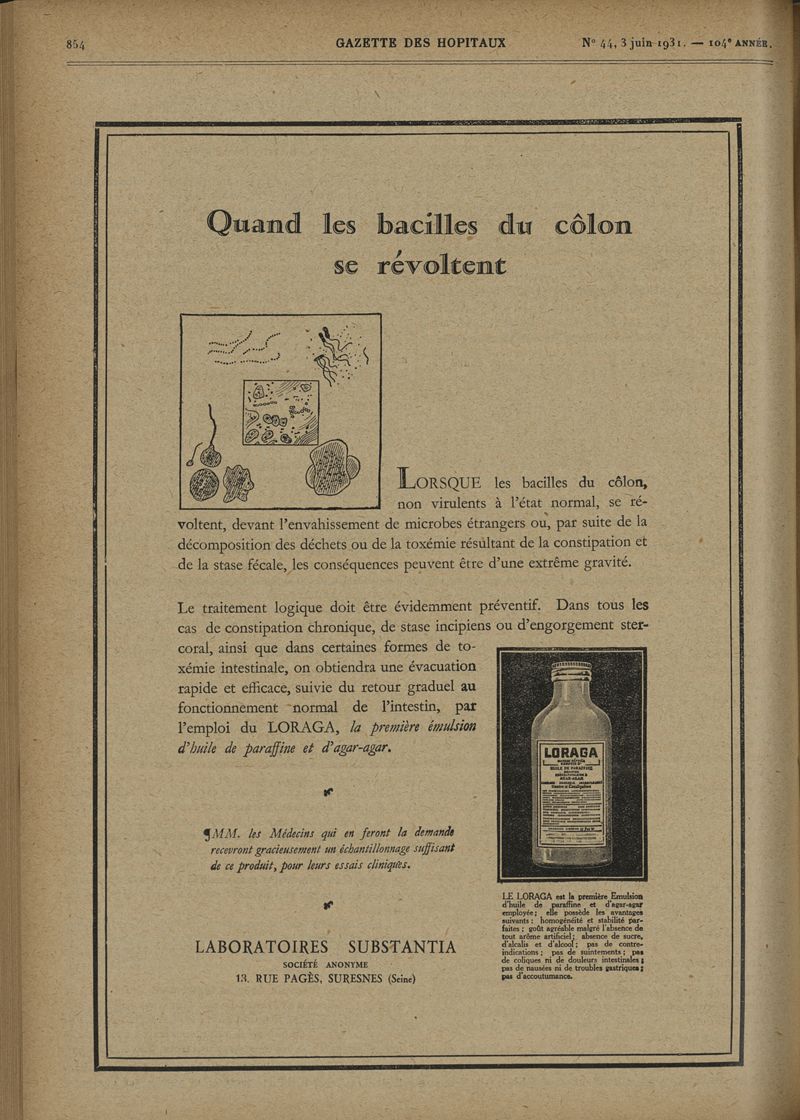 854 GAZETTE DES HOPITAUX N° 44, 3 juin 1931. — 104e ANNÉE.
Quand les bacilles du côlon
se révoltent
LORSQUE les bacilles du côlon,
non virulents à l'état normal, se ré-
voltent, devant l'envahissement de microbes étrangers ou, par suite de la
décomposition des déchets ou de la toxémie résultant de la constipation et
de la stase fécale, les conséquences peuvent être d'une extrême gravité.
Le traitement logique doit être évidemment préventif. Dans tous les
cas de constipation chronique, de stase incipiens ou d'engorgement ster-
coral, ainsi que dans certaines formes de to-
xémie intestinale, on obtiendra une évacuation
rapide et efficace, suivie du retour graduel au
fonctionnement normal de l'intestin, par
l'emploi du LORAGA, la première émulsion
d'huile de paraffine et d'agar-agar.
¶MM. les Médecins qui en feront la demande
recevront gracieusement un échantillonnage suffisant
de ce produit, pour leurs essais cliniques.
LABORATOIRES SUBSTANTIA
SOCIÉTÉ ANONYME
13, RUE PAGÈS, SURESNES (Seine)
LORAGA
HUILE DE PARAFFINE
AGAR-AGAR
LE LORAGA est la première Emulsion
d'huile de paraffine et d'agar-agar
employée; elle possède les avantages
suivants : homogénéité et stabilité par-
faites ; goût agréable malgré l'absence de
tout arôme artificiel; absence de sucre,
d'alcalis et d'alcool; pas de contre-
indications ; pas de suintements ; pas
de coliques ni de douleurs intestinales ;
pas de nausées ni de troubles gastriques ;
pas d'accoutumance.